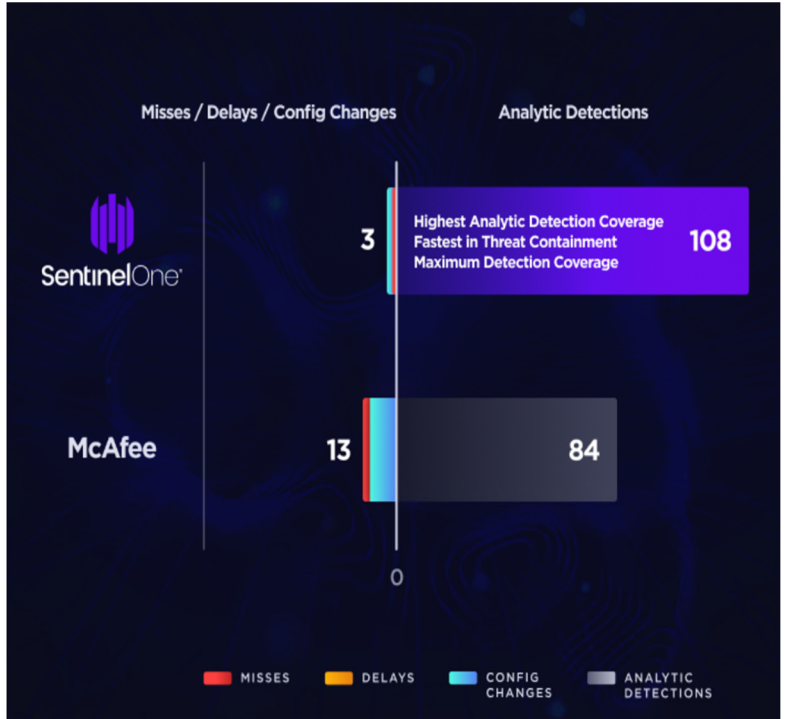 Misses / Delays / Config Changes
Analytic Detections
SentinelOne
3
Highest Analytic Detection Coverage
Fastest in Threat Containment
Maximum Detection Coverage
108
McAfee
13
84
0
MISSES
DELAYS
CONFIG
CHANGES
ANALYTIC
DETECTIONS